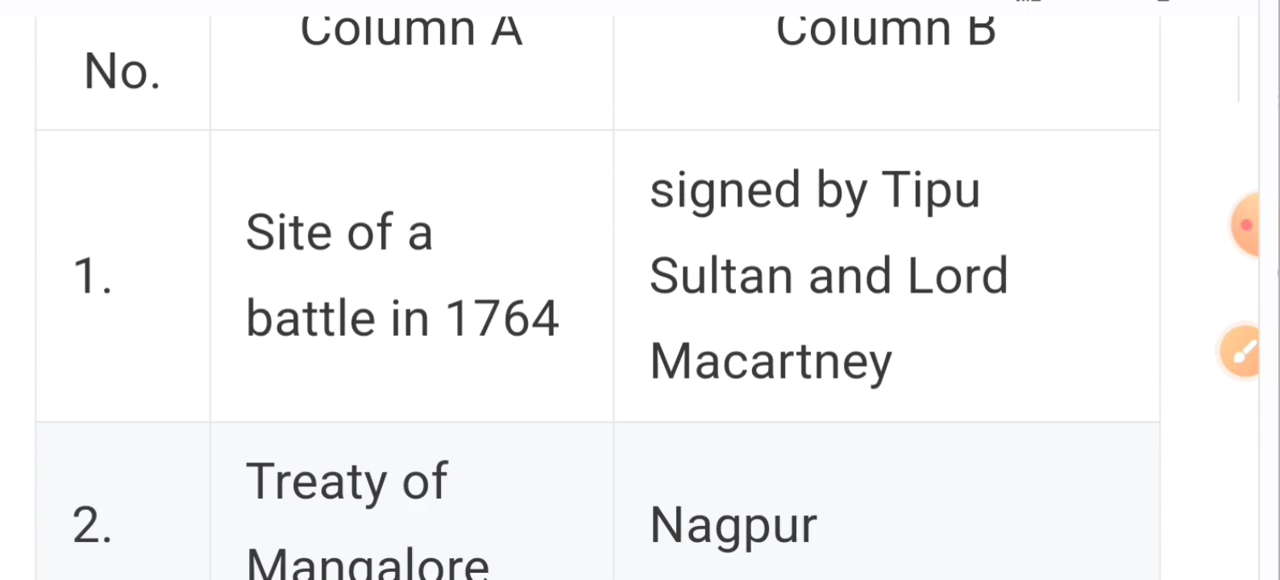 No.
Column A
Column B
1.
Site of a
battle in 1764
signed by Tipu
Sultan and Lord
Macartney
2.
Treaty of
Mangalore
Nagpur